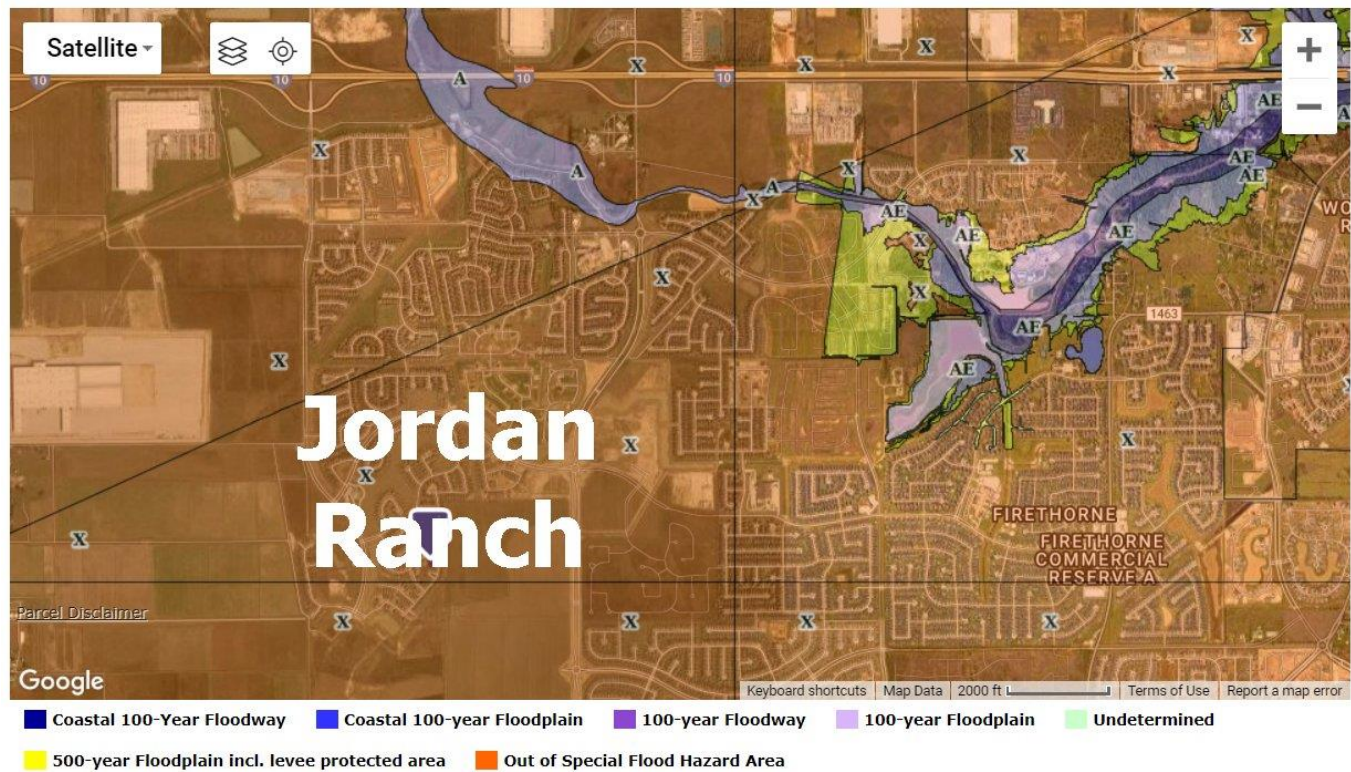 Satellite
X
X
10
A
10
X
10
X
X
AE
X
A
X
X
A
X
AE
AE
X
A
AE
AE
X
AE
WO
R
X
X
AE
1463
X
AE
X
Jordan
X
X
X
Ranch
FIRETHORNE
FIRETHORNE
COMMERCIAL
RESERVE A
X
Parcel Disclaimer
X
X
X
X
Google
Keyboard shortcuts Map Data 2000 ft Terms of Use Report a map error
Coastal 100-Year Floodway Coastal 100-year Floodplain 100-year Floodway 100-year Floodplain Undetermined
500-year Floodplain incl. levee protected area Out of Special Flood Hazard Area